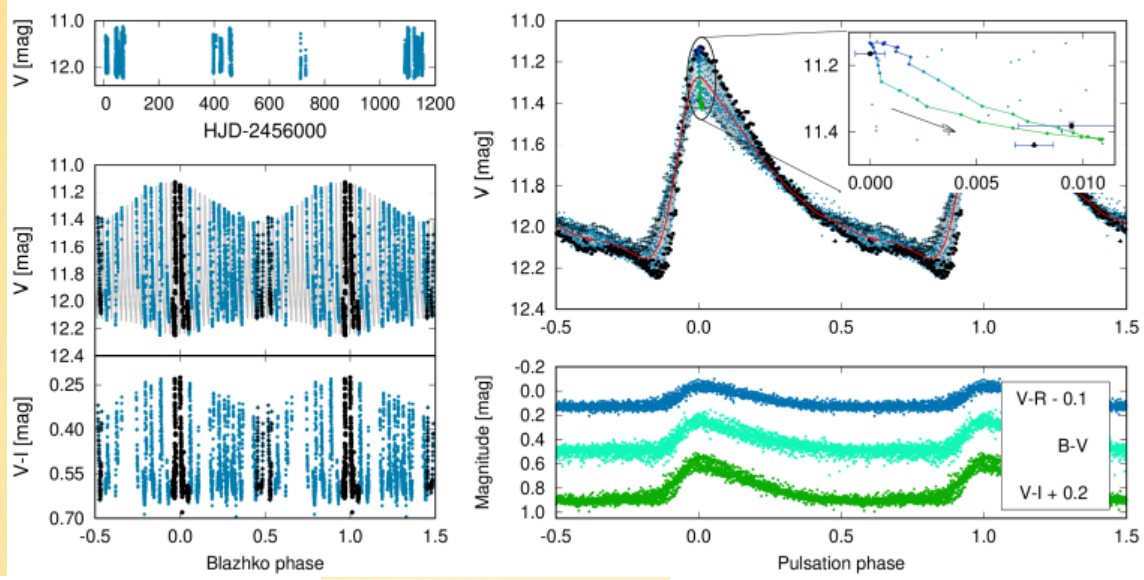 11.0
12.0
V [mag]
0 200 400 600 800 1000 1200
HJD-2456000
11.0
11.2
11.4
11.6
11.8
12.0
12.2
12.4
V [mag]
0.25
0.40
0.55
0.70
V-I [mag]
-0.5 0.0 0.5 1.0 1.5
Blazhko phase
11.0
11.2
11.4
11.6
11.8
12.0
12.2
12.4
V [mag]
-0.5 0.0 0.5 1.0 1.5
11.2
11.4
0.000 0.005 0.010
-0.2
0.0
0.2
0.4
0.6
0.8
1.0
Magnitude [mag]
V-R - 0.1
B-V
V-I + 0.2
-0.5 0.0 0.5 1.0 1.5
Pulsation phase